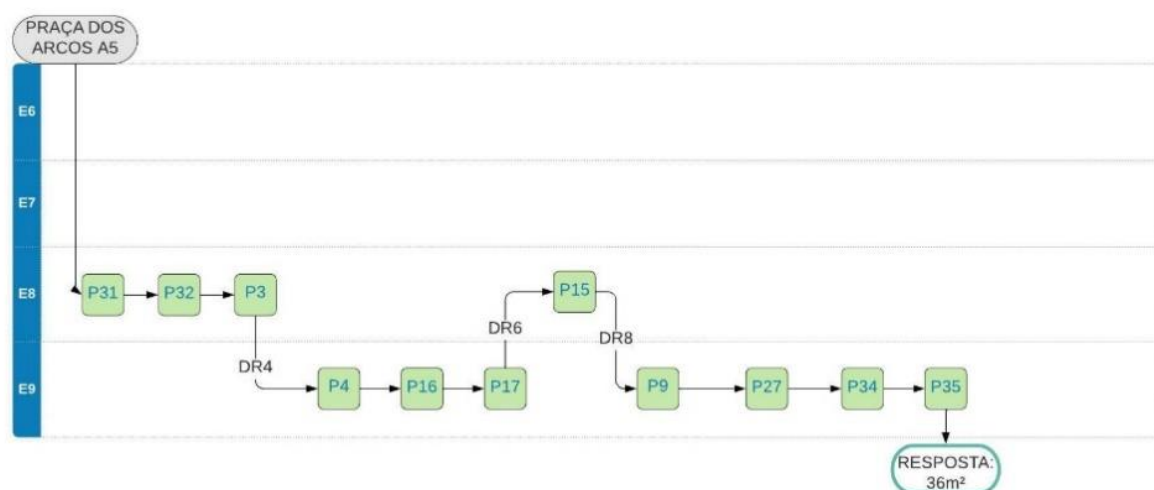 PRAÇA DOS
ARCOS A5
E6
E7
E8
P31
P32
P3
P15
DR4
DR6
DR8
E9
P4
P16
P17
P9
P27
P34
P35
RESPOSTA:
36m²